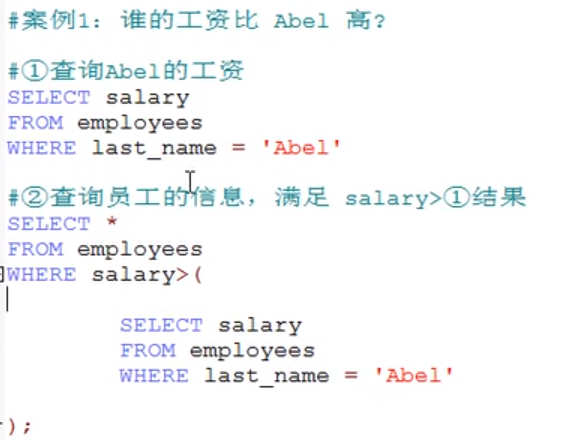 #案例1：谁的工资比 Abel 高?
#①查询Abel的工资
SELECT salary
FROM employees
WHERE last_name = 'Abel'
#②查询员工的信息，满足 salary>①结果
SELECT *
FROM employees
WHERE salary>(
SELECT salary
FROM employees
WHERE last_name = 'Abel'
);